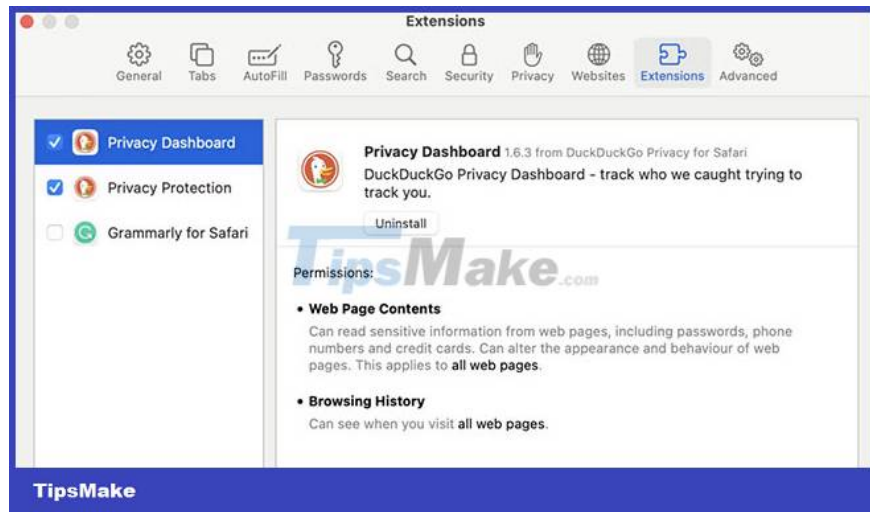 Extensions
General Tabs AutoFill Passwords Search Security Privacy Websites Extensions Advanced
Privacy Dashboard
Privacy Protection
Grammarly for Safari
Privacy Dashboard 1.6.3 from DuckDuckGo Privacy for Safari
DuckDuckGo Privacy Dashboard - track who we caught trying to
track you.
Uninstall
TipsMake.com
Permissions:
• Web Page Contents
Can read sensitive information from web pages, including passwords, phone
numbers and credit cards. Can alter the appearance and behaviour of web
pages. This applies to all web pages.
• Browsing History
Can see when you visit all web pages.
TipsMake